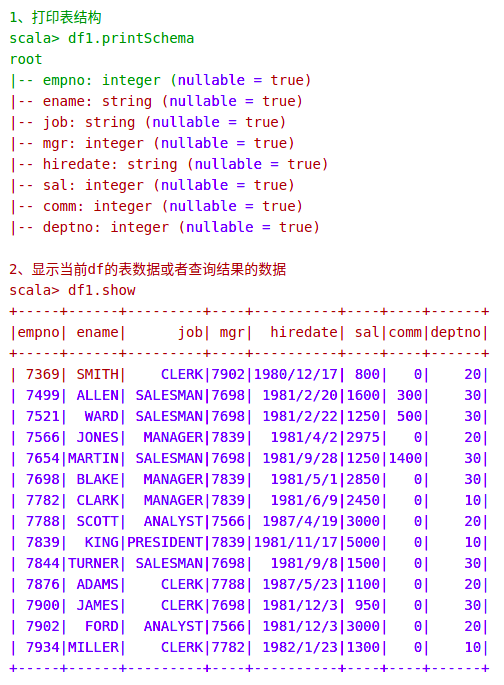 1、打印表结构
scala> df1.printSchema
root
|-- empno: integer (nullable = true)
|-- ename: string (nullable = true)
|-- job: string (nullable = true)
|-- mgr: integer (nullable = true)
|-- hiredate: string (nullable = true)
|-- sal: integer (nullable = true)
|-- comm: integer (nullable = true)
|-- deptno: integer (nullable = true)

2、显示当前df的表数据或者查询结果的数据
scala> df1.show
+-----+------+---------+----+----------+----+----+------+
|empno| ename|      job| mgr|  hiredate| sal|comm|deptno|
+-----+------+---------+----+----------+----+----+------+
| 7369| SMITH|    CLERK|7902|1980/12/17| 800|   0|    20|
| 7499| ALLEN| SALESMAN|7698| 1981/2/20|1600| 300|    30|
| 7521|  WARD| SALESMAN|7698| 1981/2/22|1250| 500|    30|
| 7566| JONES|  MANAGER|7839|  1981/4/2|2975|   0|    20|
| 7654|MARTIN| SALESMAN|7698| 1981/9/28|1250|1400|    30|
| 7698| BLAKE|  MANAGER|7839|  1981/5/1|2850|   0|    30|
| 7782| CLARK|  MANAGER|7839|  1981/6/9|2450|   0|    10|
| 7788| SCOTT|  ANALYST|7566| 1987/4/19|3000|   0|    20|
| 7839|  KING|PRESIDENT|7839|1981/11/17|5000|   0|    10|
| 7844|TURNER| SALESMAN|7698|  1981/9/8|1500|   0|    30|
| 7876| ADAMS|    CLERK|7788| 1987/5/23|1100|   0|    20|
| 7900| JAMES|    CLERK|7698| 1981/12/3| 950|   0|    30|
| 7902|  FORD|  ANALYST|7566| 1981/12/3|3000|   0|    20|
| 7934|MILLER|    CLERK|7782| 1982/1/23|1300|   0|    10|
+-----+------+---------+----+----------+----+----+------+